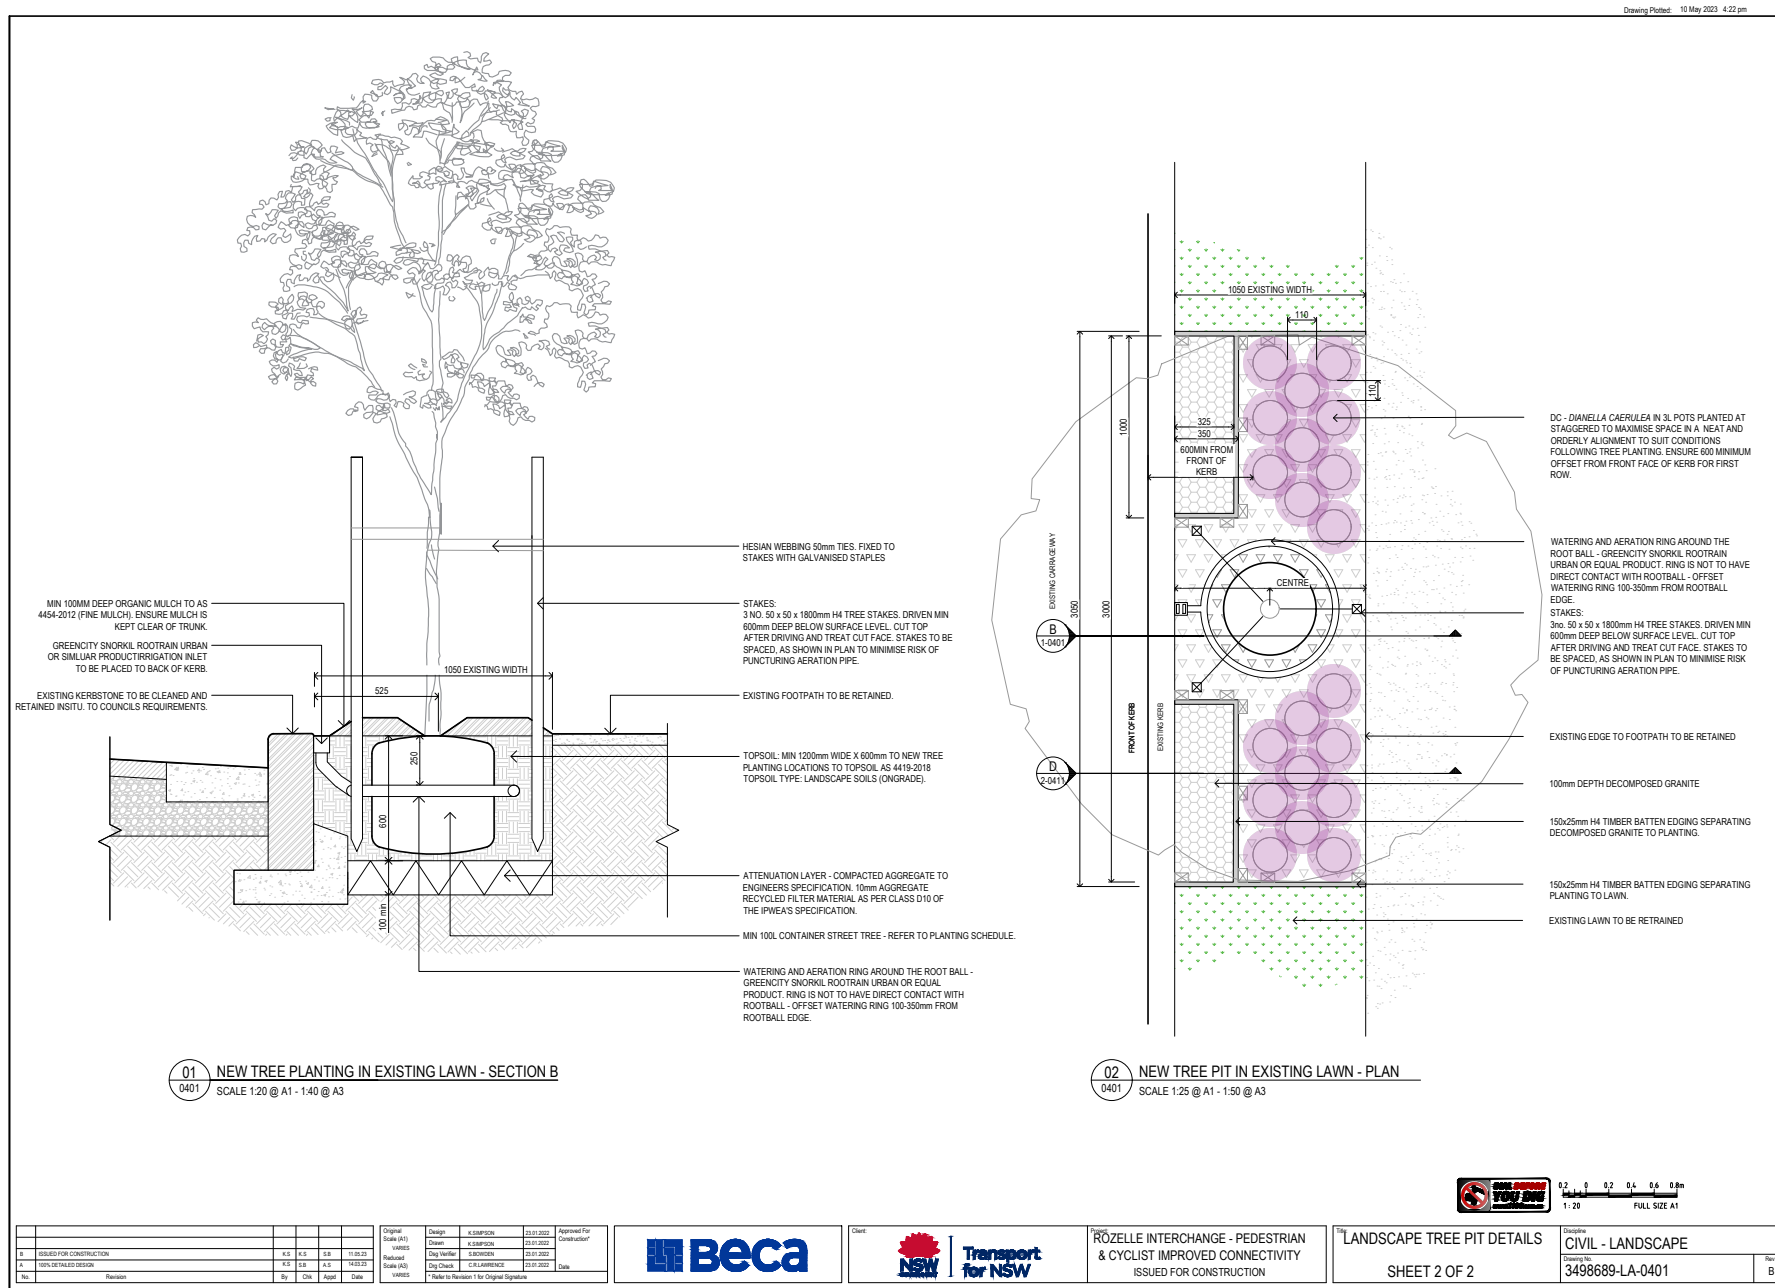 Drawing Plotted: 10 May 2023 4:22 pm
HESIAN WEBBING 50mm TIES. FIXED TO
STAKES WITH GALVANISED STAPLES
MIN 100MM DEEP ORGANIC MULCH TO AS
4454-2012 (FINE MULCH). ENSURE MULCH IS
KEPT CLEAR OF TRUNK.
GREENCITY SNORKIL ROOTRAIN URBAN
OR SIMLUAR PRODUCTIRRIGATION INLET
TO BE PLACED TO BACK OF KERB.
EXISTING KERBSTONE TO BE CLEANED AND
RETAINED INSITU. TO COUNCILS REQUIREMENTS.
STAKES:
3 NO. 50 x 50 x 1800mm H4 TREE STAKES. DRIVEN MIN
600mm DEEP BELOW SURFACE LEVEL. CUT TOP
AFTER DRIVING AND TREAT CUT FACE. STAKES TO BE
SPACED, AS SHOWN IN PLAN TO MINIMISE RISK OF
PUNCTURING AERATION PIPE.
1050 EXISTING WIDTH
525
EXISTING FOOTPATH TO BE RETAINED.
250
600
100 min
TOPSOIL: MIN 1200mm WIDE X 600mm TO NEW TREE
PLANTING LOCATIONS TO TOPSOIL AS 4419-2018
TOPSOIL TYPE: LANDSCAPE SOILS (ONGRADE).
ATTENUATION LAYER - COMPACTED AGGREGATE TO
ENGINEERS SPECIFICATION. 10mm AGGREGATE
RECYCLED FILTER MATERIAL AS PER CLASS D10 OF
THE IPWEA'S SPECIFICATION.
MIN 100L CONTAINER STREET TREE - REFER TO PLANTING SCHEDULE.
WATERING AND AERATION RING AROUND THE ROOT BALL -
GREENCITY SNORKIL ROOTRAIN URBAN OR EQUAL
PRODUCT. RING IS NOT TO HAVE DIRECT CONTACT WITH
ROOTBALL - OFFSET WATERING RING 100-350mm FROM
ROOTBALL EDGE.
01
0401
NEW TREE PLANTING IN EXISTING LAWN - SECTION B
SCALE 1:20 @ A1 - 1:40 @ A3
1050 EXISTING WIDTH
110
110
1000
325
350
600MIN FROM
FRONT OF
KERB
EXISTING CARRAGEWAY
3050
3000
CENTRE
B
1-0401
D
2-0411
FRONT OF KERB
EXISTING KERB
DC - DIANELLA CAERULEA IN 3L POTS PLANTED AT
STAGGERED TO MAXIMISE SPACE IN A NEAT AND
ORDERLY ALIGNMENT TO SUIT CONDITIONS
FOLLOWING TREE PLANTING. ENSURE 600 MINIMUM
OFFSET FROM FRONT FACE OF KERB FOR FIRST
ROW.
WATERING AND AERATION RING AROUND THE
ROOT BALL - GREENCITY SNORKIL ROOTRAIN
URBAN OR EQUAL PRODUCT. RING IS NOT TO HAVE
DIRECT CONTACT WITH ROOTBALL - OFFSET
WATERING RING 100-350mm FROM ROOTBALL
EDGE.
STAKES:
3no. 50 x 50 x 1800mm H4 TREE STAKES. DRIVEN MIN
600mm DEEP BELOW SURFACE LEVEL. CUT TOP
AFTER DRIVING AND TREAT CUT FACE. STAKES TO
BE SPACED, AS SHOWN IN PLAN TO MINIMISE RISK
OF PUNCTURING AERATION PIPE.
EXISTING EDGE TO FOOTPATH TO BE RETAINED
100mm DEPTH DECOMPOSED GRANITE
150x25mm H4 TIMBER BATTEN EDGING SEPARATING
DECOMPOSED GRANITE TO PLANTING.
150x25mm H4 TIMBER BATTEN EDGING SEPARATING
PLANTING TO LAWN.
EXISTING LAWN TO BE RETRAINED
02
0401
NEW TREE PIT IN EXISTING LAWN - PLAN
SCALE 1:25 @ A1 - 1:50 @ A3
DIAL BEFORE
YOU DIG
0.2 0 0.2 0.4 0.6 0.8m
1 : 20 FULL SIZE A1
B ISSUED FOR CONSTRUCTION K.S K.S S.B 11.05.23
A 100% DETAILED DESIGN K.S S.B A.S 14.03.23
No. Revision By Chk Appd Date
Original
Scale (A1)
VARIES
Reduced
Scale (A3)
VARIES
Design K.SIMPSON 23.01.2022
Drawn K.SIMPSON 23.01.2022
Dsg Verifier S.BOWDEN 23.01.2022
Drg Check C.R.LAWRENCE 23.01.2022
* Refer to Revision 1 for Original Signature
Approved For
Construction*
Date
Beca
Client:
NSW
Transport
for NSW
Project:
ROZELLE INTERCHANGE - PEDESTRIAN
& CYCLIST IMPROVED CONNECTIVITY
ISSUED FOR CONSTRUCTION
Title:
LANDSCAPE TREE PIT DETAILS
SHEET 2 OF 2
Discipline
CIVIL - LANDSCAPE
Drawing No.
3498689-LA-0401
B